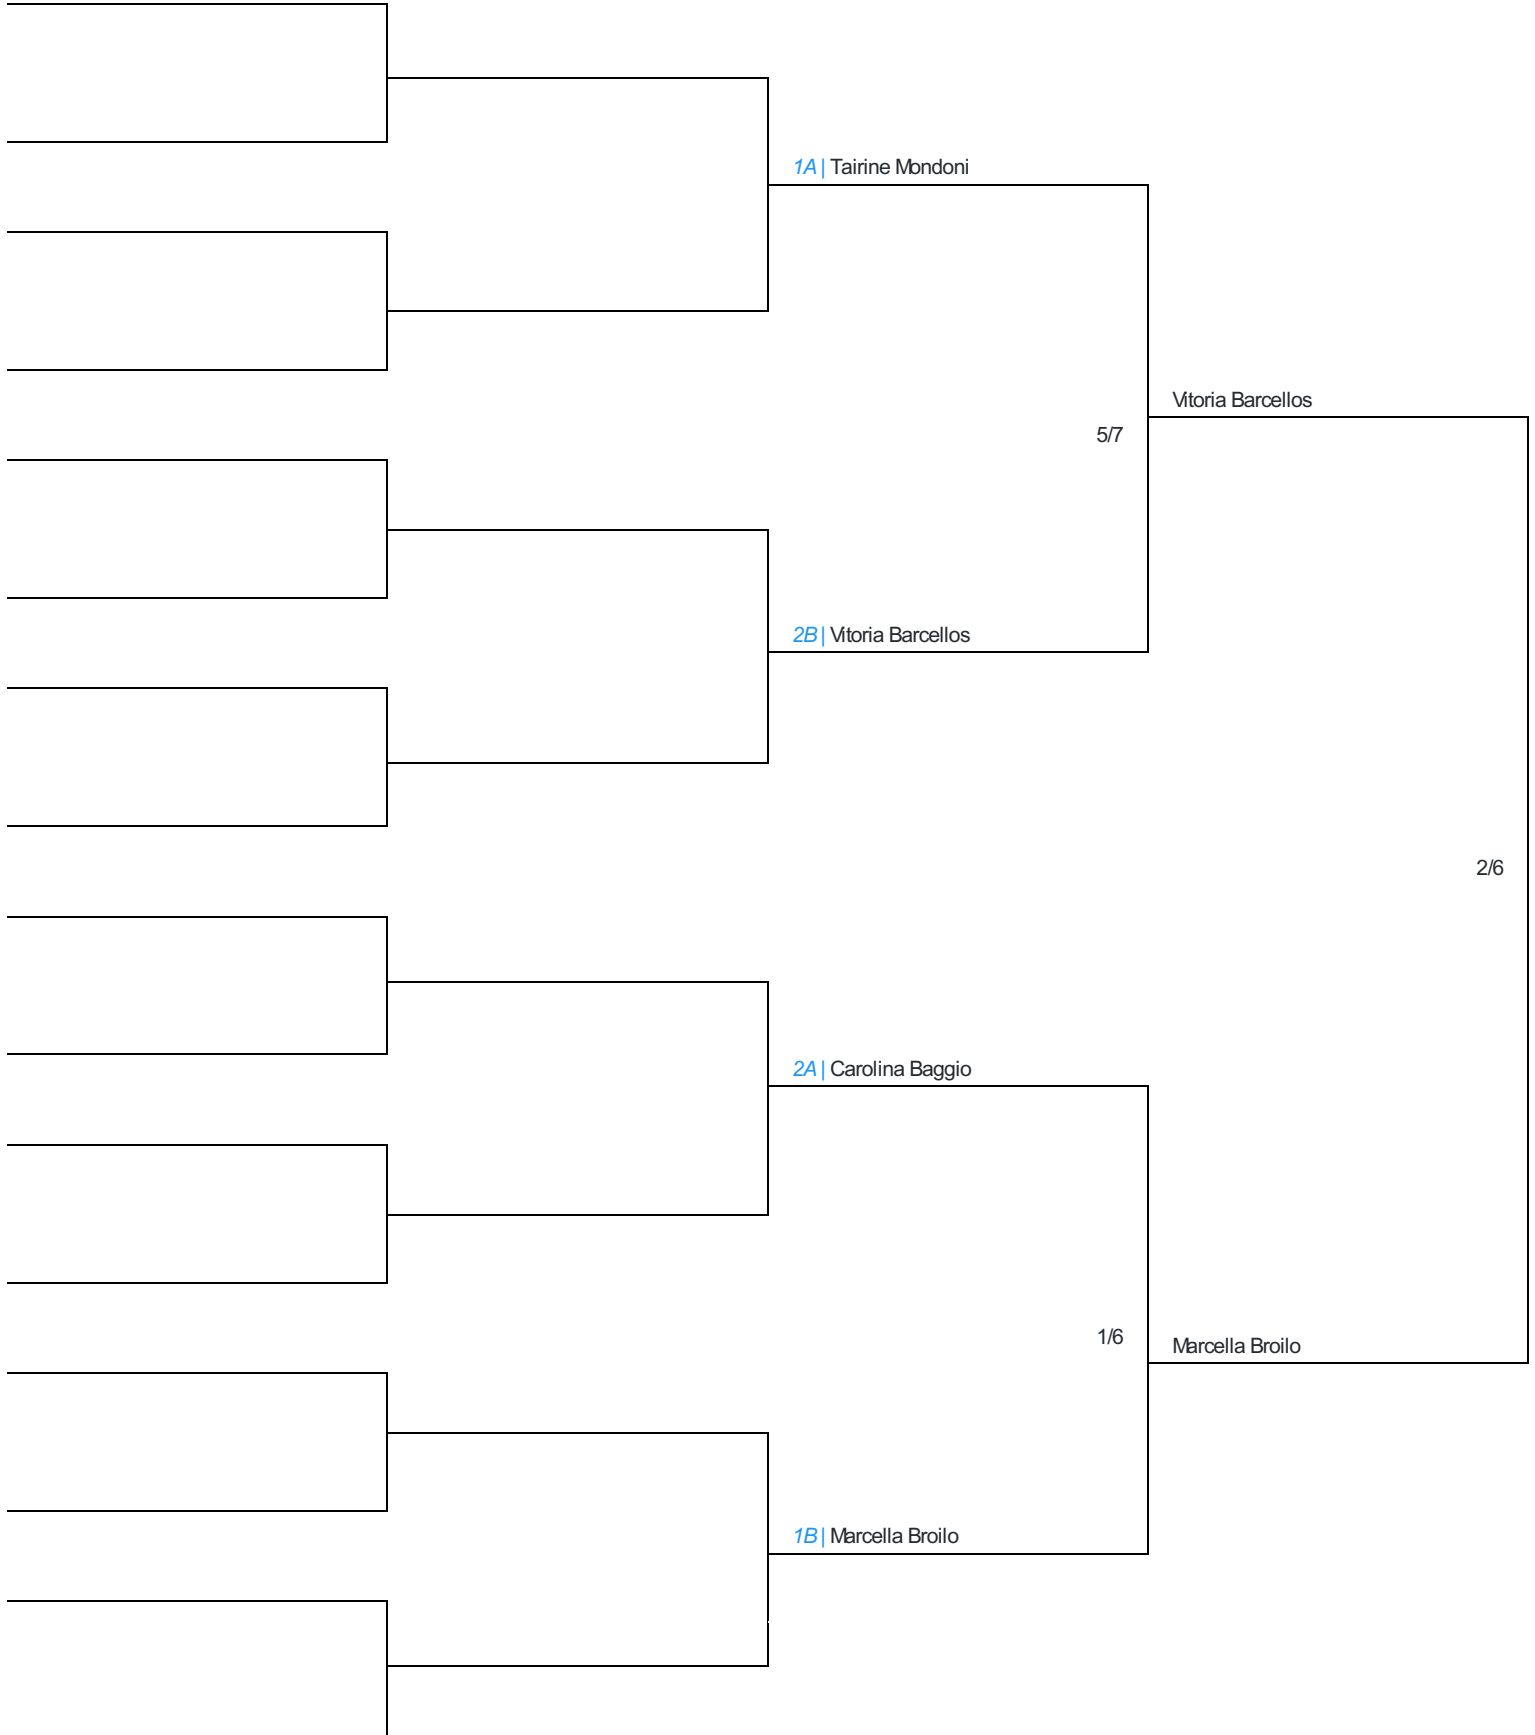 1A | Tairine Mondoni
Vitoria Barcellos
5/7
2B | Vitoria Barcellos
2/6
2A | Carolina Baggio
1/6
Marcella Broilo
1B | Marcella Broilo